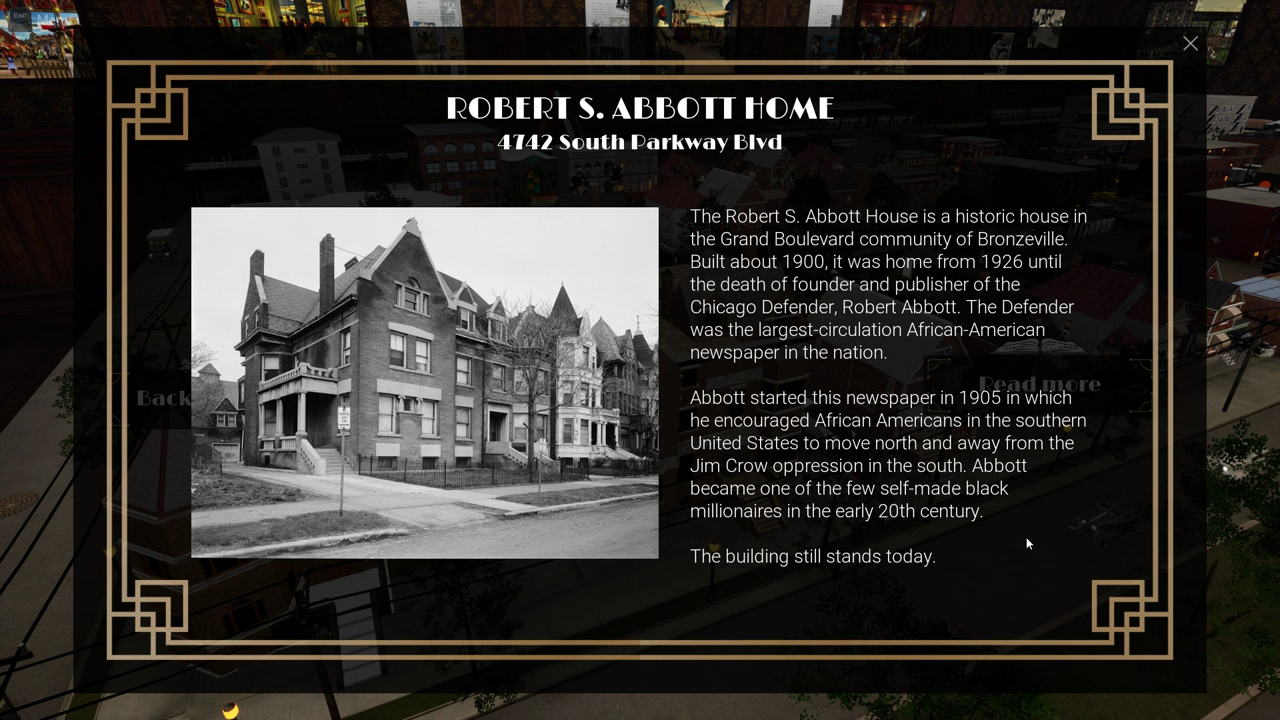 Esc
ROBERT S. ABBOTT HOME
4742 South Parkway Blvd
The Robert S. Abbott House is a historic house in
the Grand Boulevard community of Bronzeville.
Built about 1900, it was home from 1926 until
the death of founder and publisher of the
Chicago Defender, Robert Abbott. The Defender
was the largest-circulation African-American
newspaper in the nation.
Back
Read more
Abbott started this newspaper in 1905 in which
he encouraged African Americans in the southern
United States to move north and away from the
Jim Crow oppression in the south. Abbott
became one of the few self-made black
millionaires in the early 20th century.
The building still stands today.